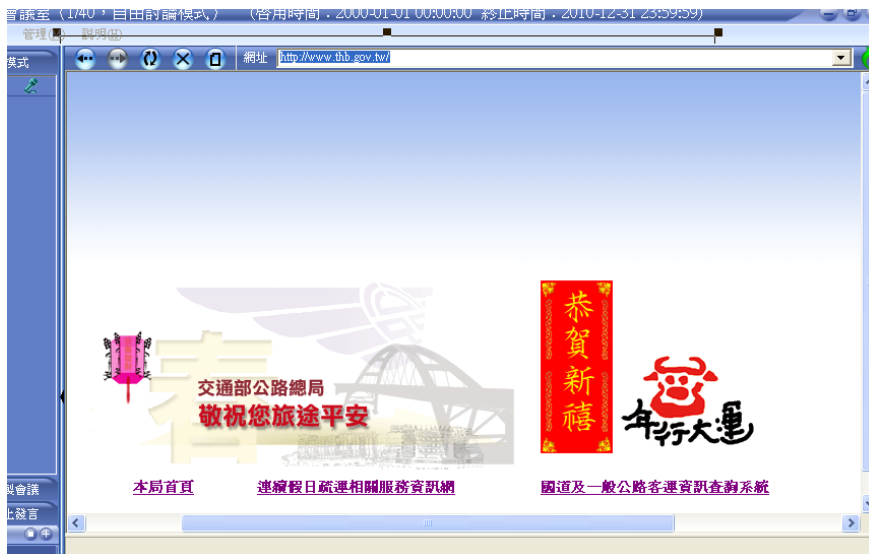 會議室（1/40，自由討論模式） （啓用時間：2000-01-01 00:00:00 終止時間：2010-12-31 23:59:59）
管理 說明(H)
模式
網址 http://www.thb.gov.tw/
恭賀新禧
春
交通部公路總局
敬祝您旅途平安
年行大運
本局首頁 連續假日疏運相關服務資訊網 國道及一般公路客運資訊查詢系統
會議
發言